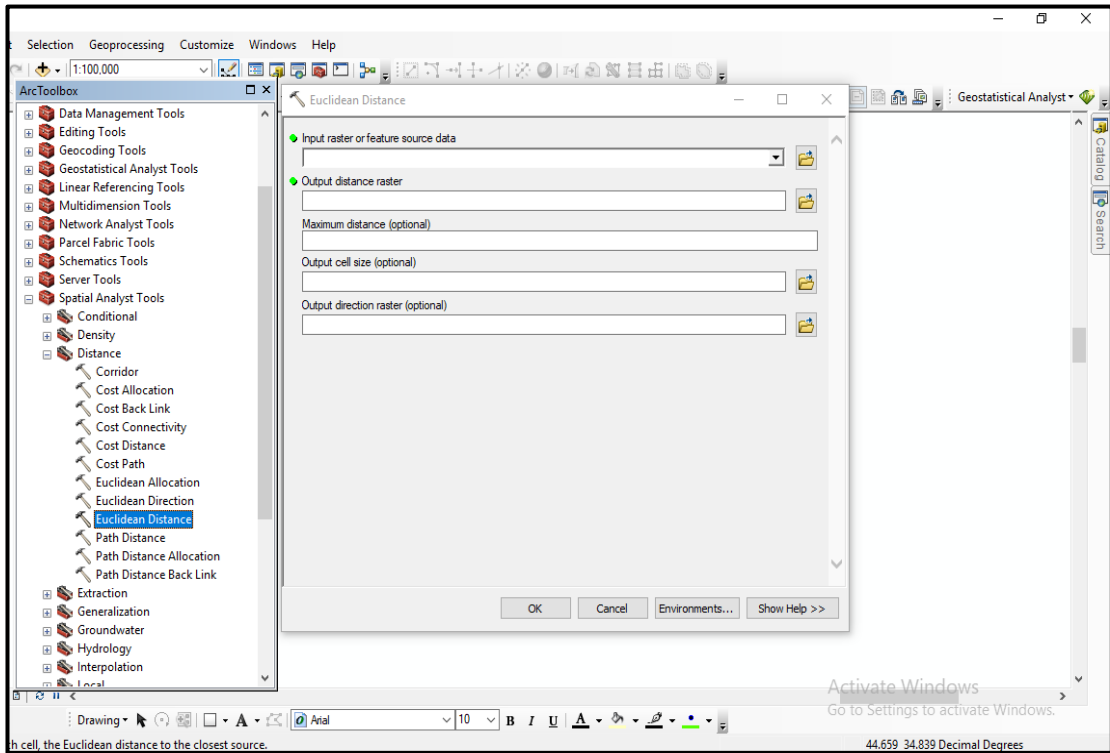 t Selection Geoprocessing Customize Windows Help
1:100,000
ArcToolbox
Data Management Tools
Editing Tools
Geocoding Tools
Geostatistical Analyst Tools
Linear Referencing Tools
Multidimension Tools
Network Analyst Tools
Parcel Fabric Tools
Schematics Tools
Server Tools
Spatial Analyst Tools
Conditional
Density
Distance
Corridor
Cost Allocation
Cost Back Link
Cost Connectivity
Cost Distance
Cost Path
Euclidean Allocation
Euclidean Direction
Euclidean Distance
Path Distance
Path Distance Allocation
Path Distance Back Link
Extraction
Generalization
Groundwater
Hydrology
Interpolation
Local
Euclidean Distance
Input raster or feature source data
Output distance raster
Maximum distance (optional)
Output cell size (optional)
Output direction raster (optional)
OK Cancel Environments... Show Help >>
Geostatistical Analyst
Catalog
Search
Activate Windows
Go to Settings to activate Windows.
Drawing A Arial 10 B I U A
h cell, the Euclidean distance to the closest source.
44.659 34.839 Decimal Degrees